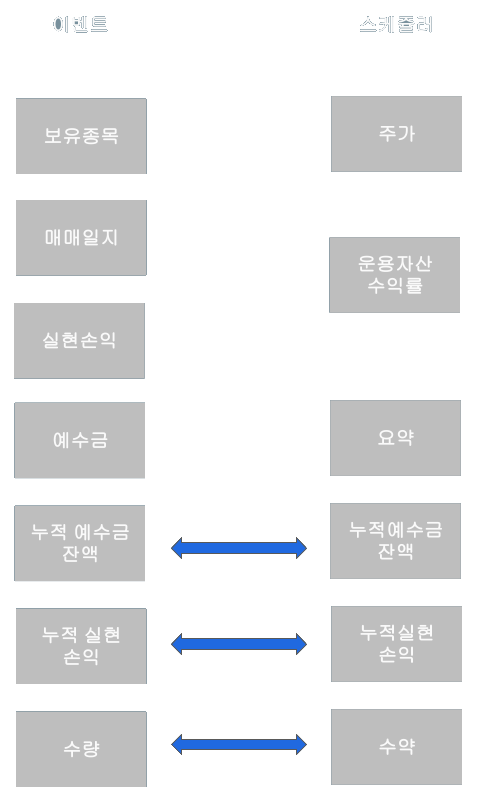 이벤트
스케쥴러
보유종목
주가
매매일지
운용자산
수익률
실현손익
예수금
요약
누적 예수금
잔액
누적예수금
잔액
누적 실현
손익
누적실현
손익
수량
수약